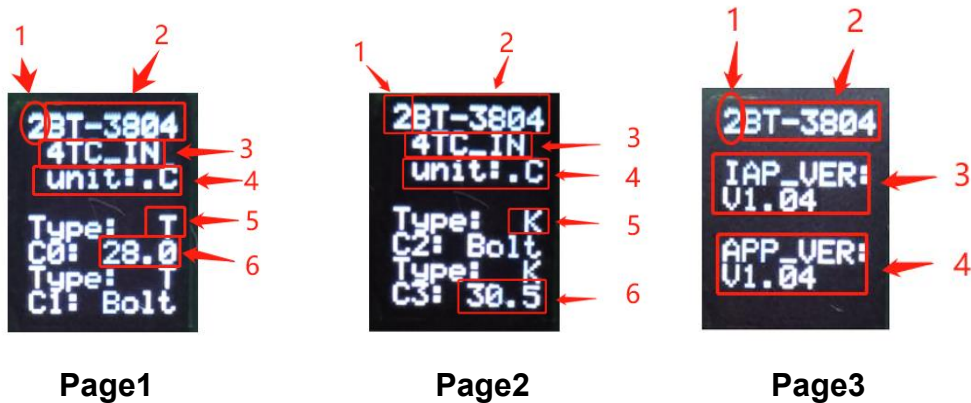 1 2
2BT-3804
4TC_IN 3
unit:.C 4
Type: T 5
C0: 28.0 6
Type: T
C1: Bolt
Page1
1 2
2BT-3804
4TC_IN 3
unit:.C 4
Type: K 5
C2: Bolt
Type: K
C3: 30.5 6
Page2
1 2
2BT-3804
IAP_VER: 3
V1.04
APP_VER: 4
V1.04
Page3